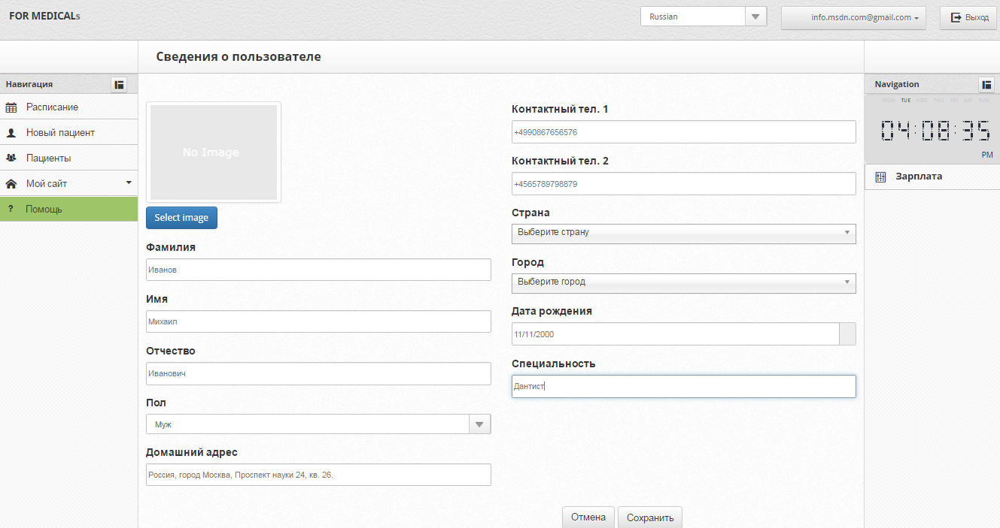 FOR MEDICALs
Russian
info.msdn.com@gmail.com
Выход
Сведения о пользователе
Навигация
Расписание
Новый пациент
Пациенты
Мой сайт
? Помощь
No Image
Select image
Фамилия
Иванов
Имя
Михаил
Отчество
Иванович
Пол
Муж
Домашний адрес
Россия, город Москва, Проспект науки 24, кв. 26.
Контактный тел. 1
+4990867656576
Контактный тел. 2
+4565789798879
Страна
Выберите страну
Город
Выберите город
Дата рождения
11/11/2000
Специальность
Дантист
Отмена Сохранить
Navigation
MON TUE WED THU FRI SAT SUN
04:08:35
PM
Зарплата